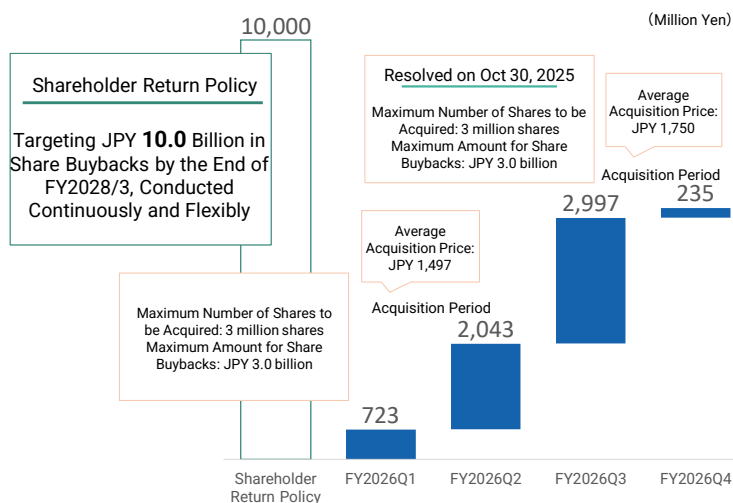 10,000
（Million Yen）
Shareholder Return Policy
Targeting JPY 10.0 Billion in
Share Buybacks by the End of
FY2028/3, Conducted
Continuously and Flexibly
Resolved on Oct 30, 2025
Maximum Number of Shares to be
Acquired: 3 million shares
Maximum Amount for Share
Buybacks: JPY 3.0 billion
Average
Acquisition Price:
JPY 1,750
Acquisition Period
2,997
235
Average
Acquisition Price:
JPY 1,497
Acquisition Period
2,043
Maximum Number of Shares to
be Acquired: 3 million shares
Maximum Amount for Share
Buybacks: JPY 3.0 billion
723
Shareholder
Return Policy
FY2026Q1
FY2026Q2
FY2026Q3
FY2026Q4